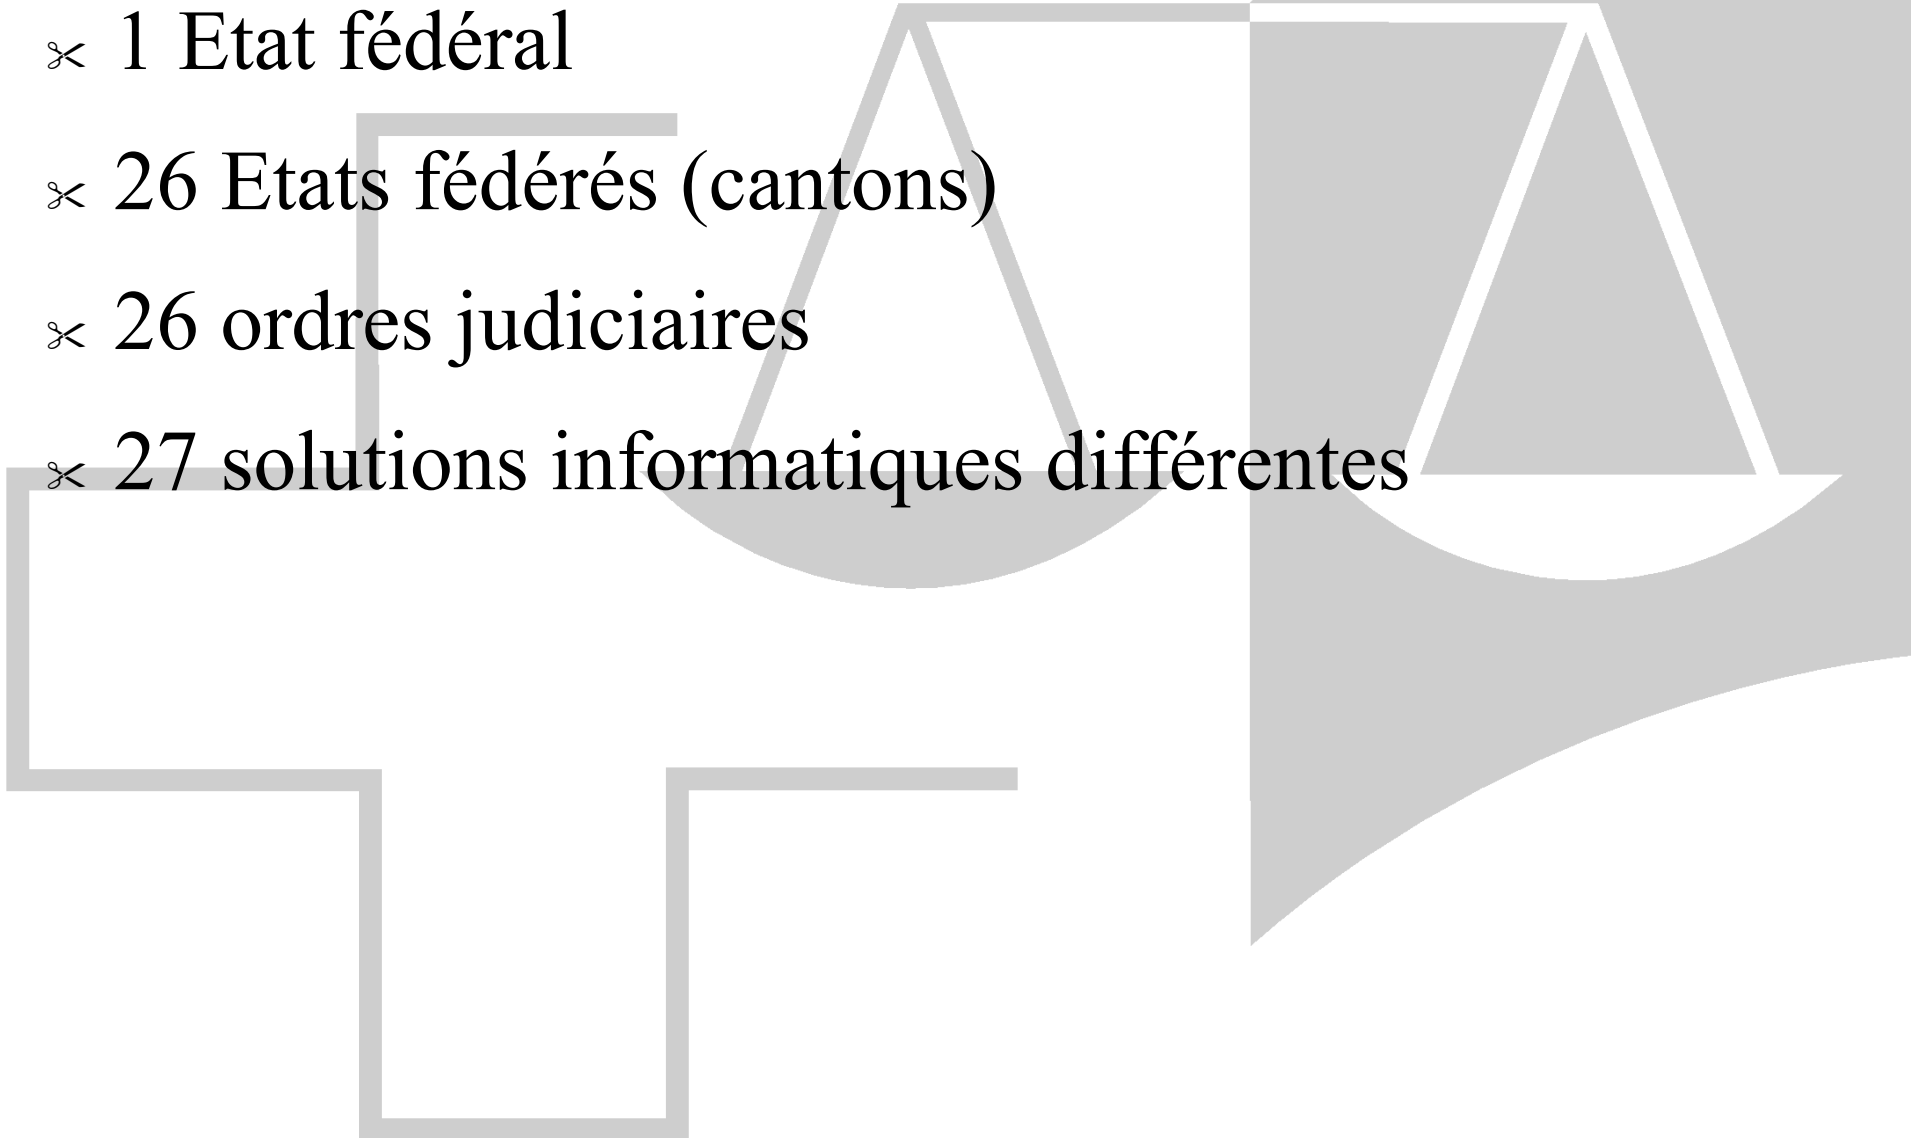 ✂ 1 Etat fédéral
✂ 26 Etats fédérés (cantons)
✂ 26 ordres judiciaires
✂ 27 solutions informatiques différentes